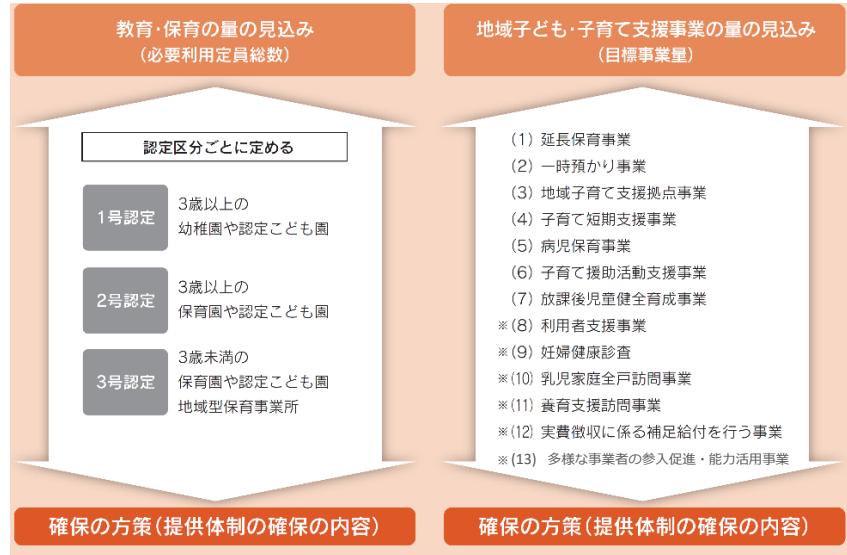 教育・保育の量の見込み
(必要利用定員総数)
認定区分ごとに定める
1号認定
3歳以上の
幼稚園や認定こども園
2号認定
3歳以上の
保育園や認定こども園
3号認定
3歳未満の
保育園や認定こども園
地域型保育事業所
確保の方策(提供体制の確保の内容)
地域子ども・子育て支援事業の量の見込み
(目標事業量)
(1) 延長保育事業
(2) 一時預かり事業
(3) 地域子育て支援拠点事業
(4) 子育て短期支援事業
(5) 病児保育事業
(6) 子育て援助活動支援事業
(7) 放課後児童健全育成事業
※(8) 利用者支援事業
※(9) 妊婦健康診査
※(10) 乳児家庭全戸訪問事業
※(11) 養育支援訪問事業
※(12) 実費徴収に係る補足給付を行う事業
※(13) 多様な事業者の参入促進・能力活用事業
確保の方策(提供体制の確保の内容)